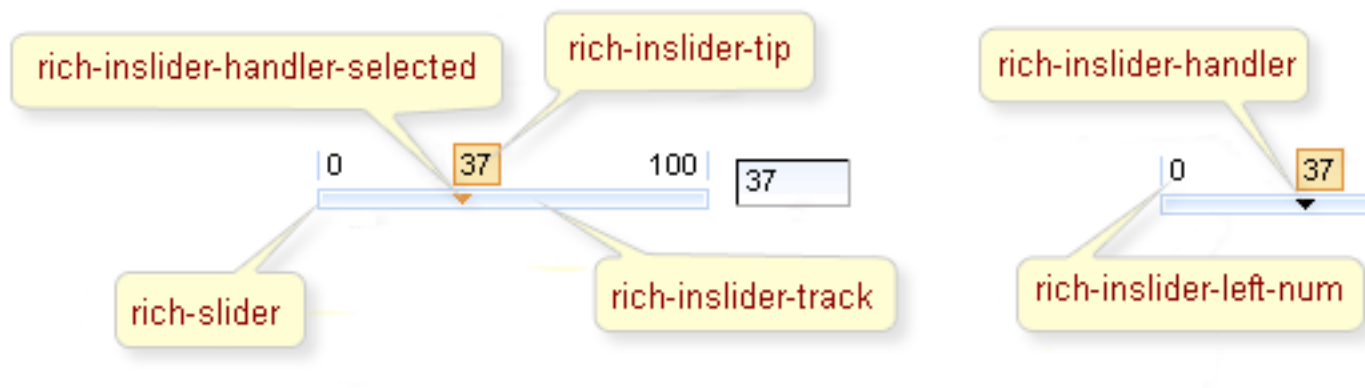 rich-inslider-handler-selected
rich-inslider-tip
rich-inslider-handler
0
37
100
37
0
37
rich-slider
rich-inslider-track
rich-inslider-left-num